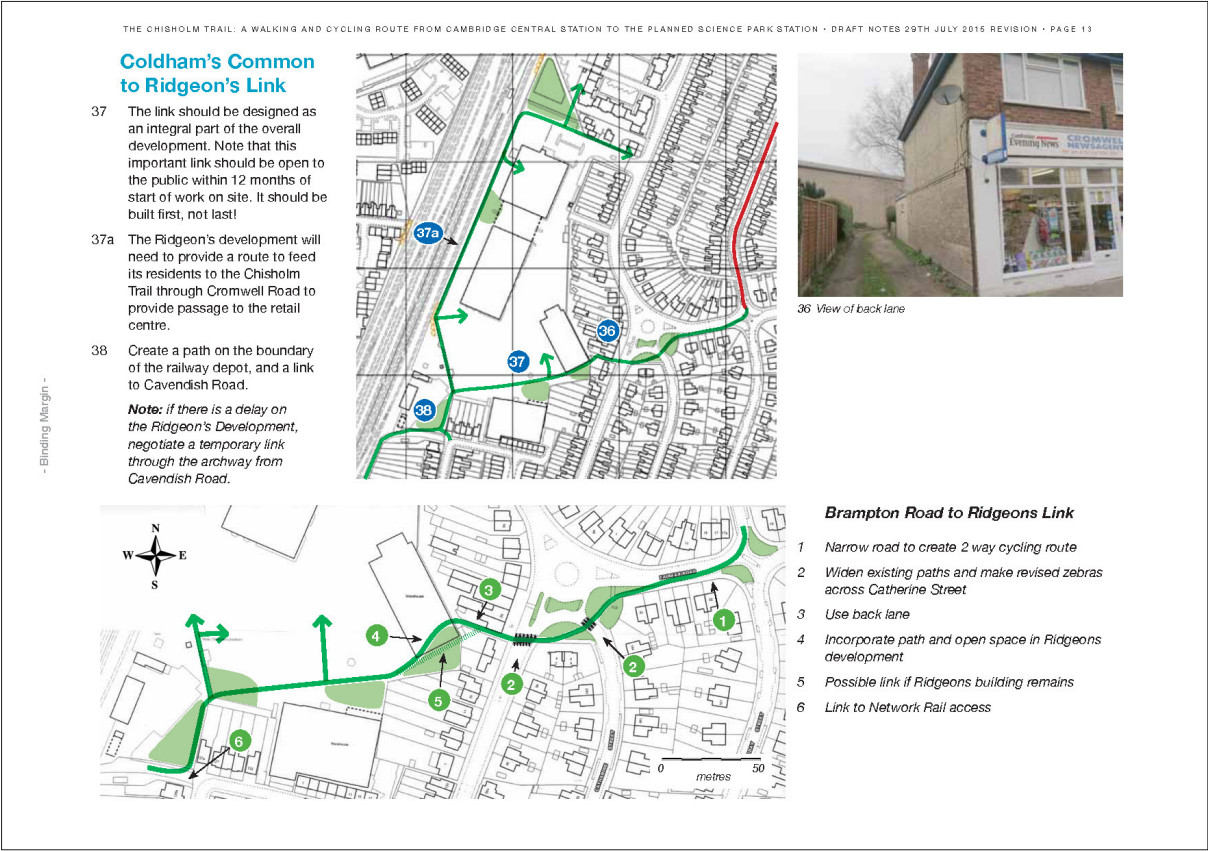 THE CHISHOLM TRAIL: A WALKING AND CYCLING ROUTE FROM CAMBRIDGE CENTRAL STATION TO THE PLANNED SCIENCE PARK STATION • DRAFT NOTES 29TH JULY 2015 REVISION • PAGE 13
Coldham's Common
to Ridgeon's Link
37 The link should be designed as
an integral part of the overall
development. Note that this
important link should be open to
the public within 12 months of
start of work on site. It should be
built first, not last!
37a The Ridgeon's development will
need to provide a route to feed
its residents to the Chisholm
Trail through Cromwell Road to
provide passage to the retail
centre.
38 Create a path on the boundary
of the railway depot, and a link
to Cavendish Road.
Note: if there is a delay on
the Ridgeon's Development,
negotiate a temporary link
through the archway from
Cavendish Road.
- Binding Margin -
37a
36
37
38
Evening News
CROMWELL
NEWSAGENT
36 View of back lane
N
W E
S
3
4
1
2
2
5
6
0 50
metres
Brampton Road to Ridgeons Link
1 Narrow road to create 2 way cycling route
2 Widen existing paths and make revised zebras
across Catherine Street
3 Use back lane
4 Incorporate path and open space in Ridgeons
development
5 Possible link if Ridgeons building remains
6 Link to Network Rail access